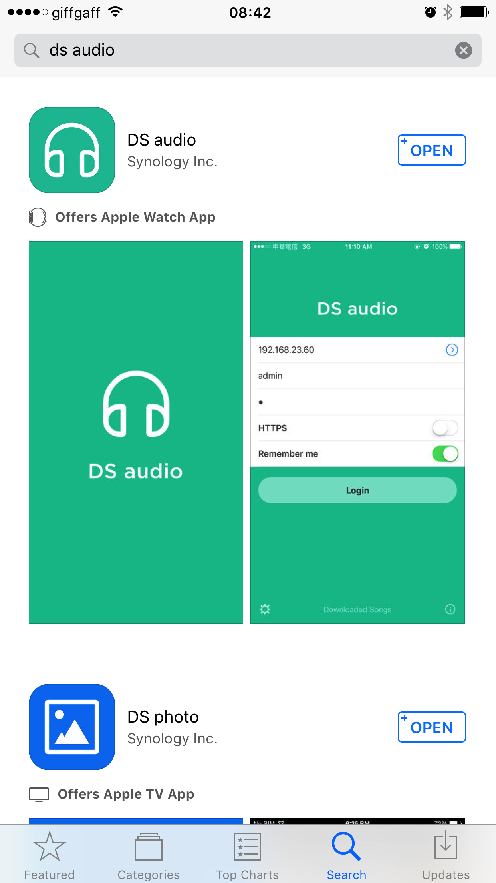 giffgaff 08:42
ds audio
DS audio
Synology Inc.
+ OPEN
Offers Apple Watch App
DS audio
中華電信 3G 11:10 AM 100%
DS audio
192.168.23.60
admin
HTTPS
Remember me
Login
Downloaded Songs
DS photo
Synology Inc.
+ OPEN
Offers Apple TV App
Featured Categories Top Charts Search Updates